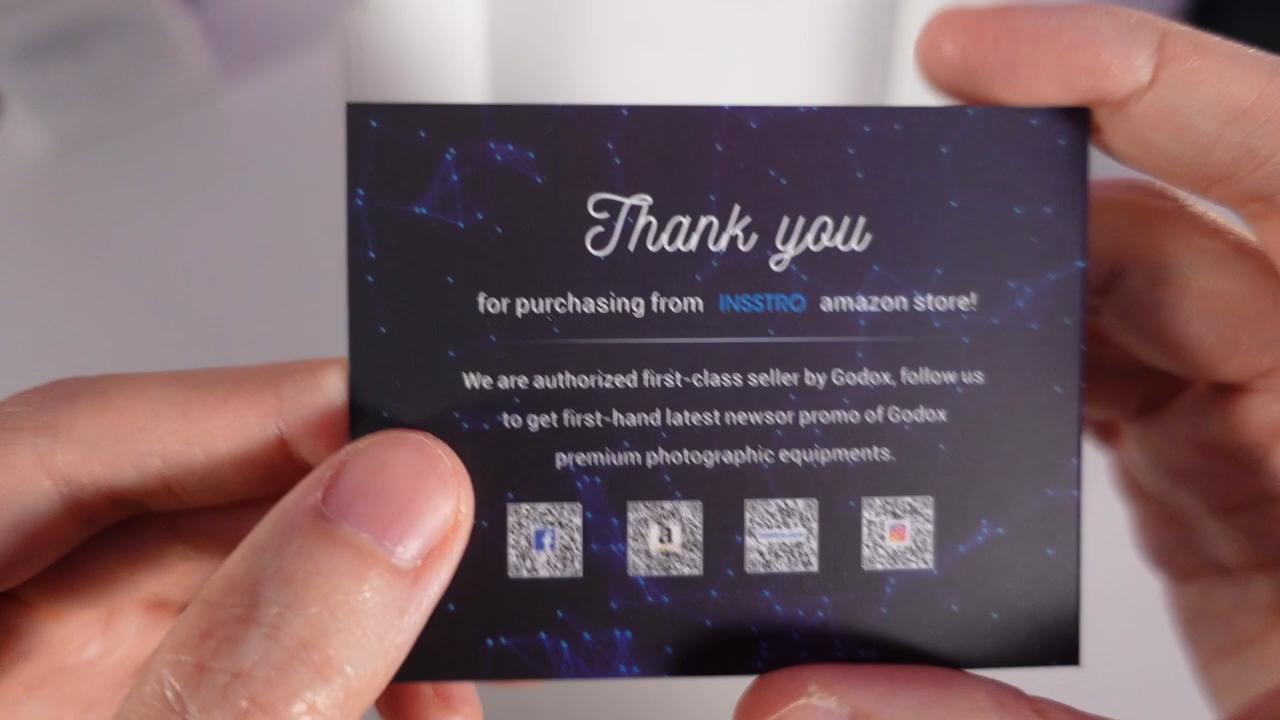 Thank you
for purchasing from INSSTRO amazon store!
We are authorized first-class seller by Godox, follow us
to get first-hand latest newsor promo of Godox
premium photographic equipments.